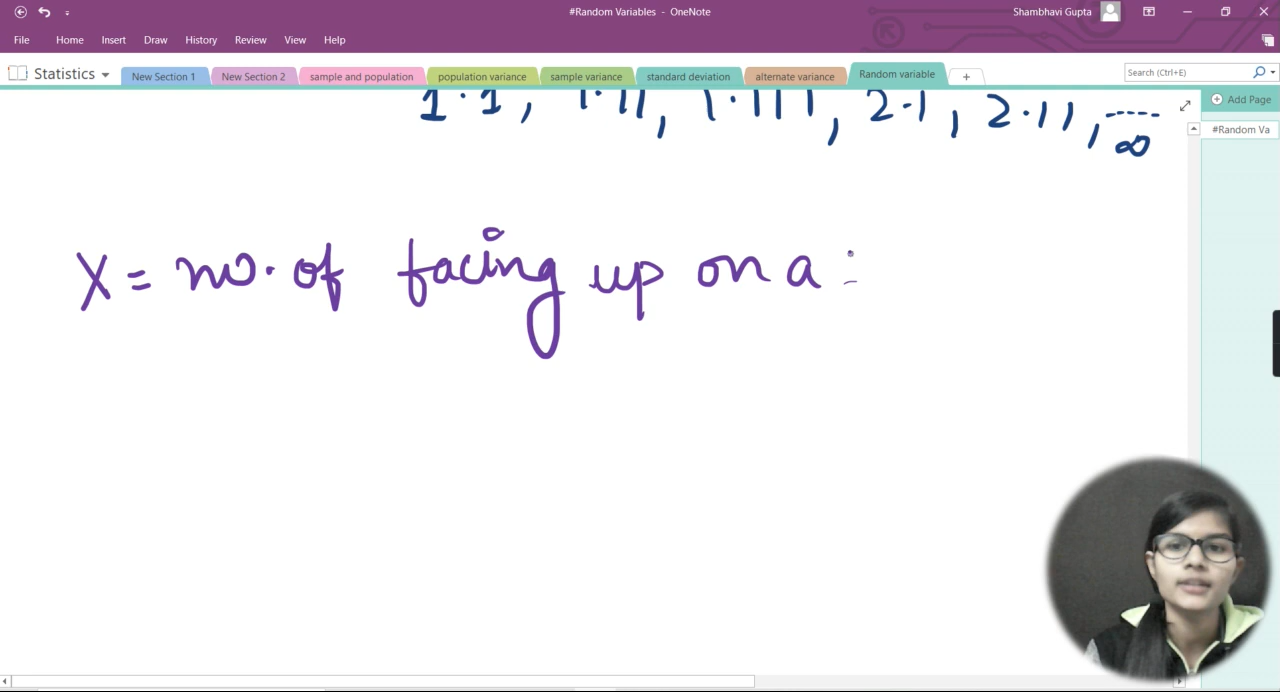 #Random Variables - OneNote
Shambhavi Gupta
File Home Insert Draw History Review View Help
Statistics
New Section 1
New Section 2
sample and population
population variance
sample variance
standard deviation
alternate variance
Random variable
+
Search (Ctrl+E)
Add Page
#Random Va
1.1, 1.11, 1.111, 2.1, 2.11, ----- ∞
X = no. of facing up on a :